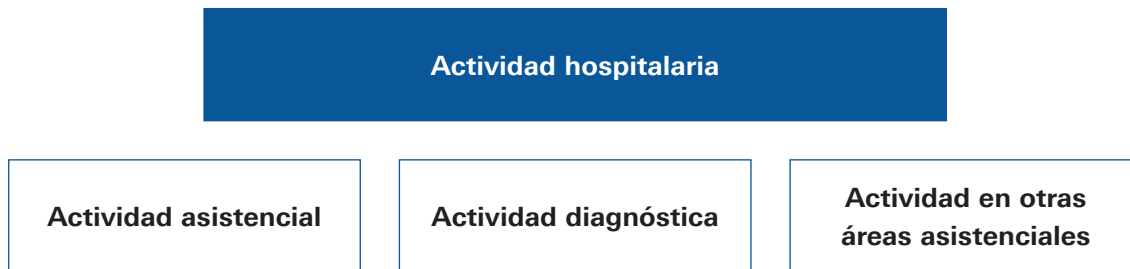 Actividad hospitalaria
Actividad asistencial
Actividad diagnóstica
Actividad en otras
áreas asistenciales